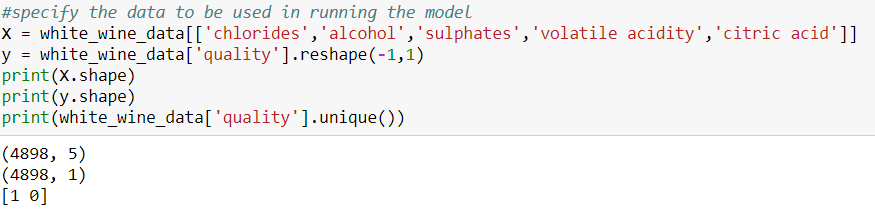 #specify the data to be used in running the model
X = white_wine_data[['chlorides','alcohol','sulphates','volatile acidity','citric acid']]
y = white_wine_data['quality'].reshape(-1,1)
print(X.shape)
print(y.shape)
print(white_wine_data['quality'].unique())
(4898, 5)
(4898, 1)
[1 0]